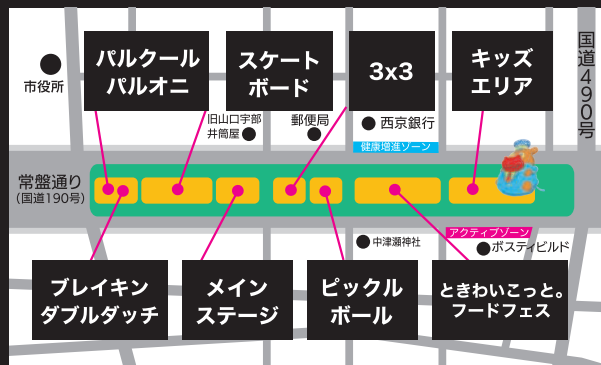 パルクール
パルオニ
スケート
ボード
3x3
キッズ
エリア
国道490号
市役所
旧山口宇部
井筒屋
郵便局
西京銀行
健康増進ゾーン
常盤通り
(国道190号)
アクティブゾーン
中津瀬神社
ボスティビルド
ブレイキン
ダブルダッチ
メイン
ステージ
ピックル
ボール
ときわいこっと。
フードフェス